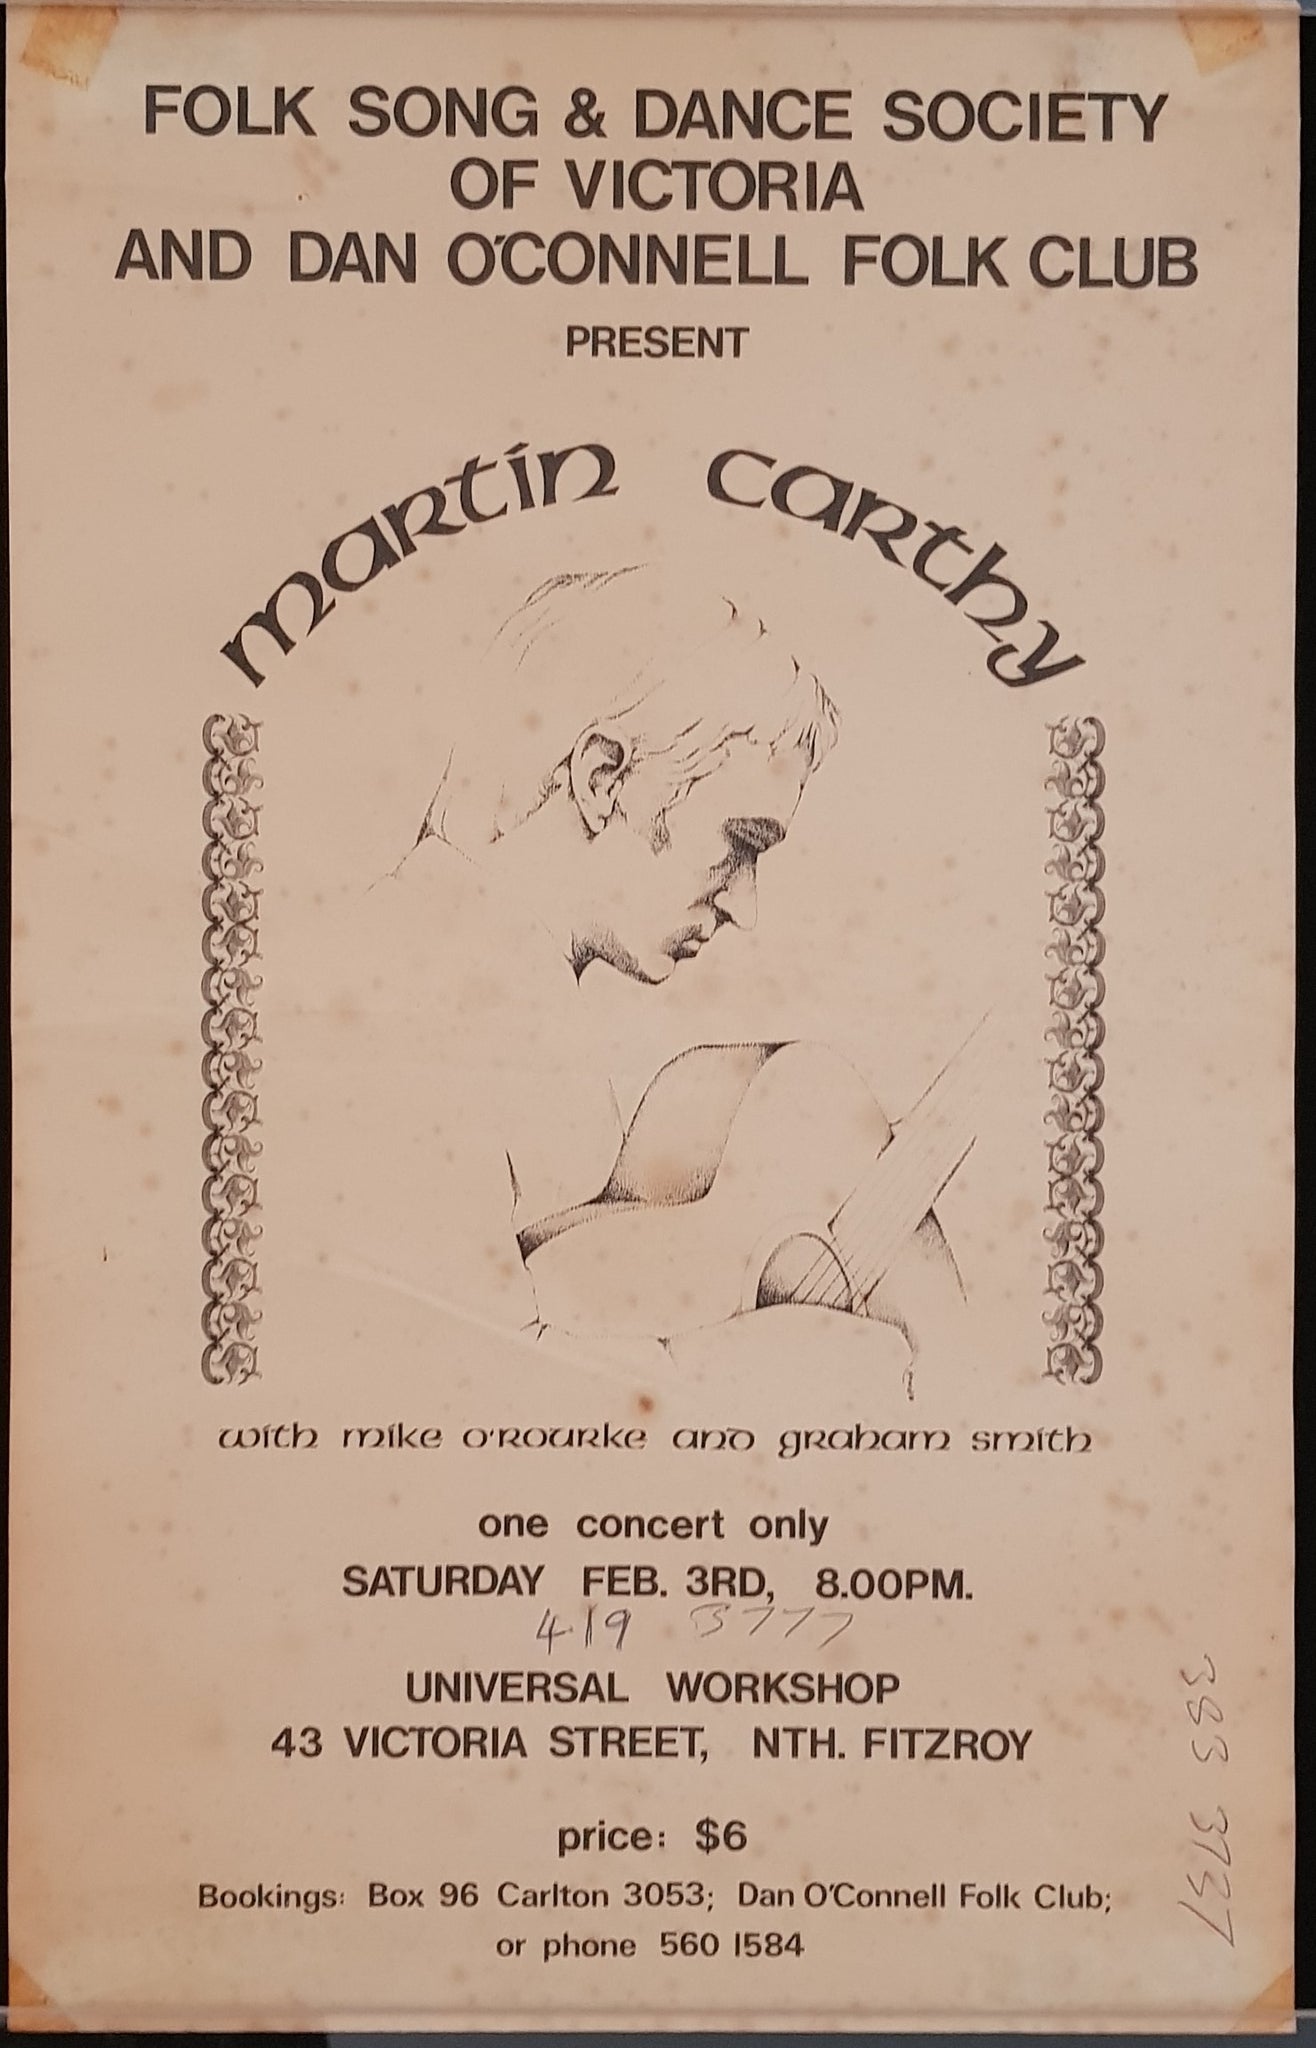 FOLK SONG & DANCE SOCIETY
OF VICTORIA
AND DAN O'CONNELL FOLK CLUB
PRESENT
martin carthy
with mike o'rourke and graham smith
one concert only
SATURDAY FEB. 3RD, 8.00PM.
419 3777
UNIVERSAL WORKSHOP
43 VICTORIA STREET, NTH. FITZROY
price: $6
Bookings: Box 96 Carlton 3053; Dan O'Connell Folk Club;
or phone 560 1584
383 3737